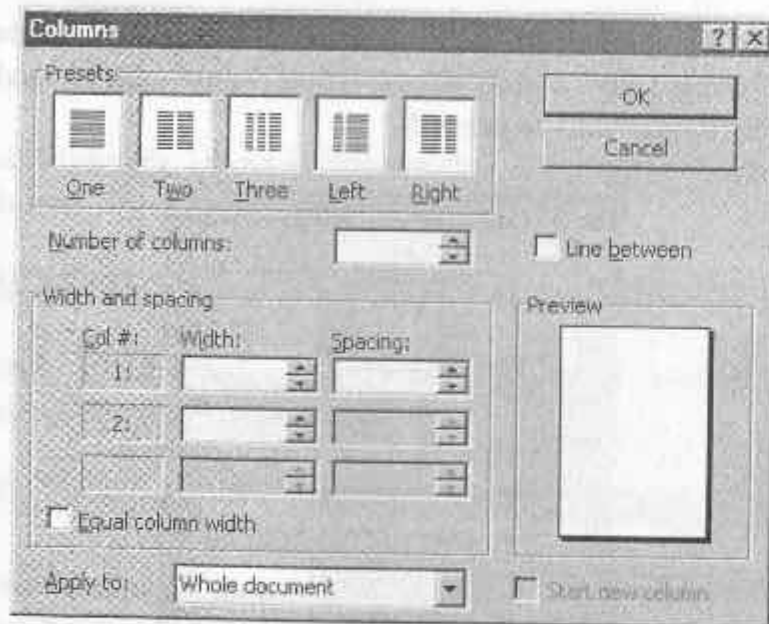 Columns
Presets
OK
Cancel
One Two Three Left Right
Number of columns:
Line between
Width and spacing
Preview
Col #: Width: Spacing:
1:
2:
Equal column width
Apply to: Whole document
Start new column